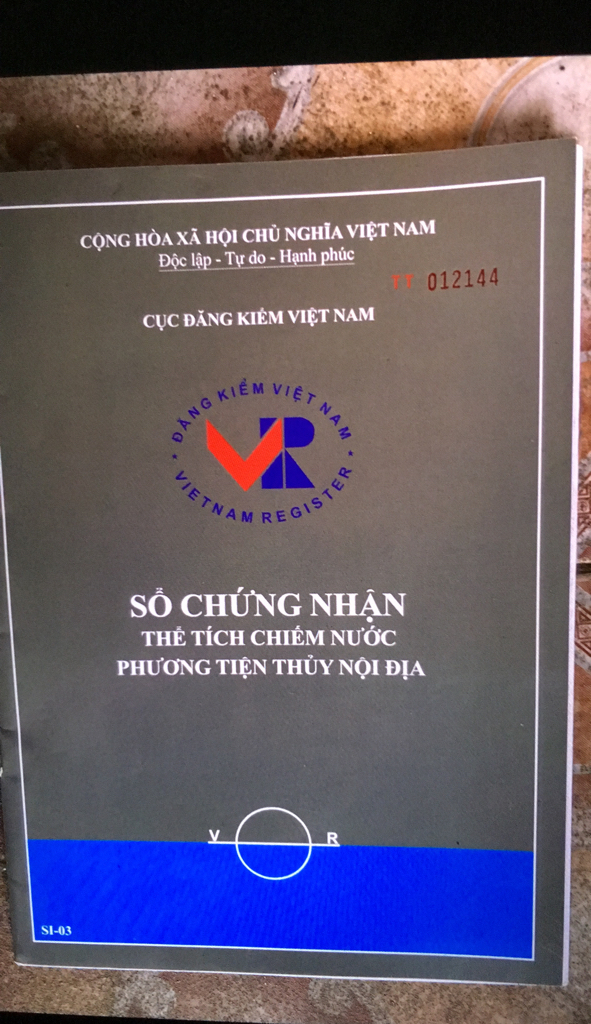 CỘNG HÒA XÃ HỘI CHỦ NGHĨA VIỆT NAM
Độc lập - Tự do - Hạnh phúc
TT 012144
CỤC ĐĂNG KIỂM VIỆT NAM
* ĐĂNG KIỂM VIỆT NAM *
VR
VIETNAM REGISTER
SỔ CHỨNG NHẬN
THỂ TÍCH CHIẾM NƯỚC
PHƯƠNG TIỆN THỦY NỘI ĐỊA
V R
SI-03